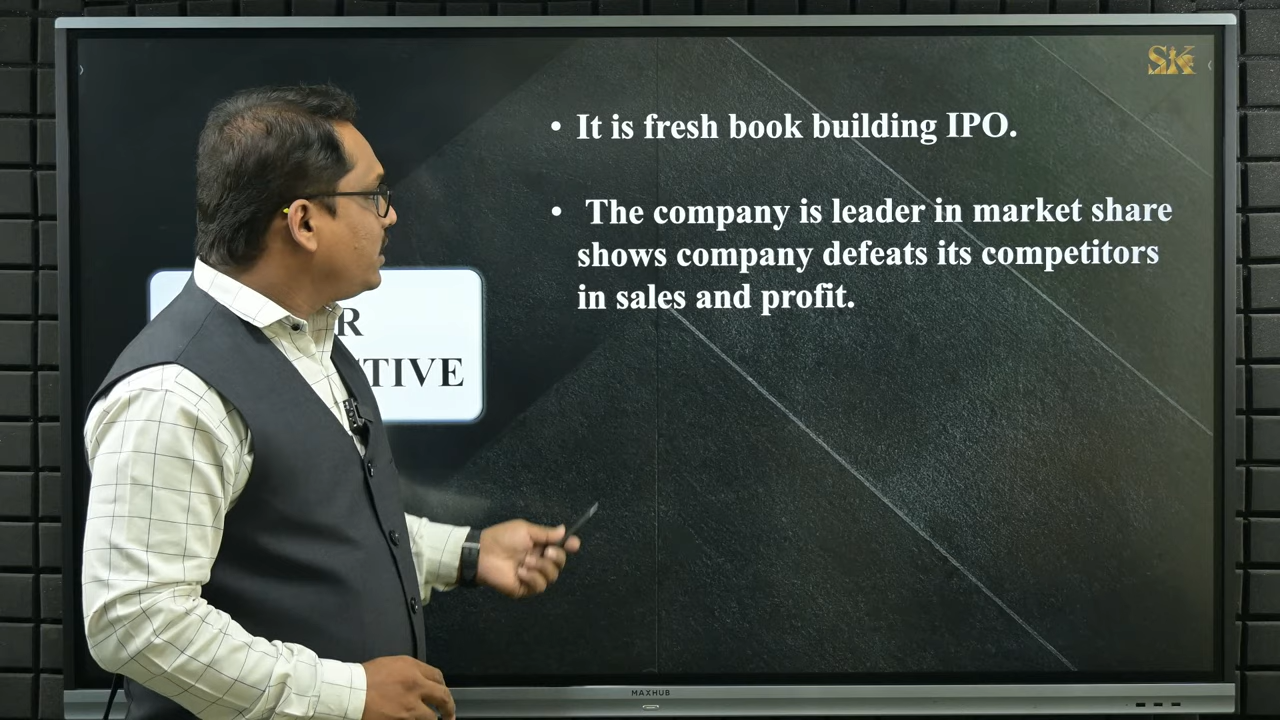 SK
• It is fresh book building IPO.
• The company is leader in market share
shows company defeats its competitors
in sales and profit.
R
TIVE
MAXHUB